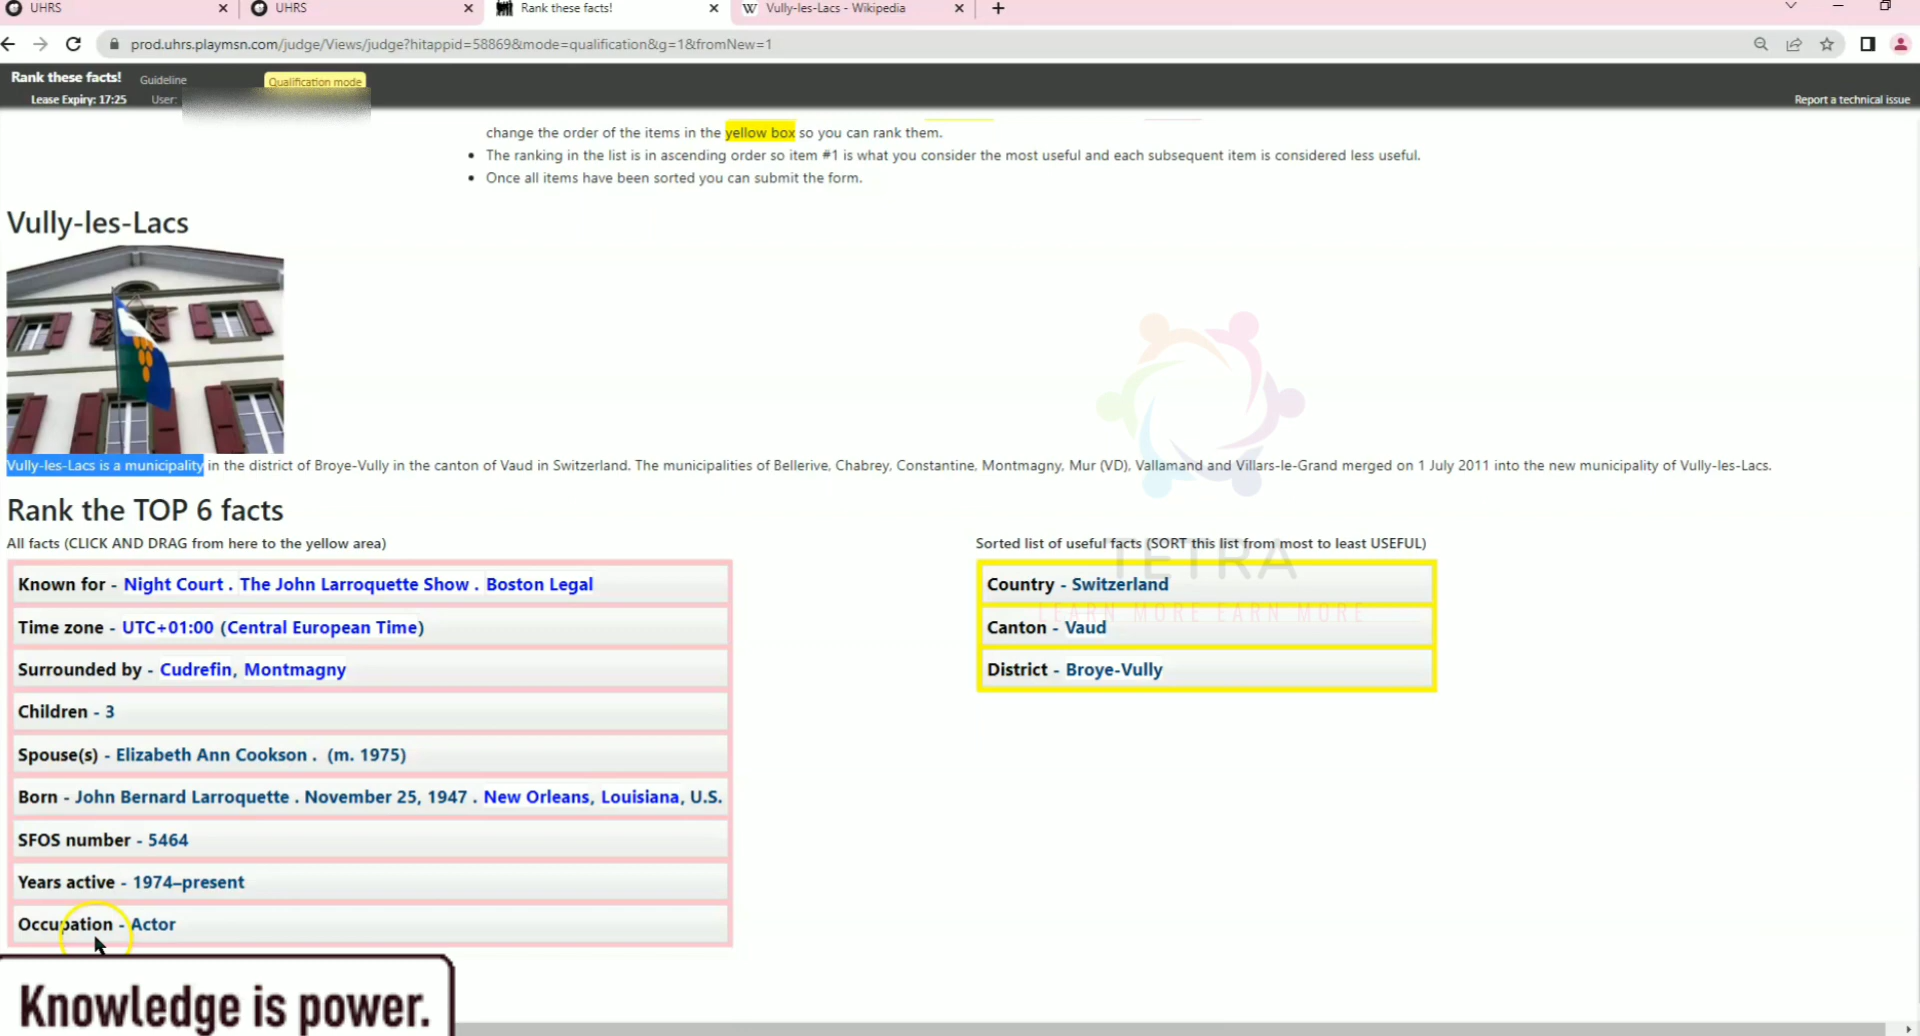 UHRS
UHRS
Rank these facts!
Vully-les-Lacs - Wikipedia
prod.uhrs.playmsn.com/judge/Views/judge?hitappid=58869&mode=qualification&g=1&fromNew=1
Rank these facts!
Guideline
Qualification mode
Lease Expiry: 17:25
User:
Report a technical issue
change the order of the items in the yellow box so you can rank them.
The ranking in the list is in ascending order so item #1 is what you consider the most useful and each subsequent item is considered less useful.
Once all items have been sorted you can submit the form.
Vully-les-Lacs
Vully-les-Lacs is a municipality in the district of Broye-Vully in the canton of Vaud in Switzerland. The municipalities of Bellerive, Chabrey, Constantine, Montmagny, Mur (VD), Vallamand and Villars-le-Grand merged on 1 July 2011 into the new municipality of Vully-les-Lacs.
Rank the TOP 6 facts
All facts (CLICK AND DRAG from here to the yellow area)
Known for - Night Court . The John Larroquette Show . Boston Legal
Time zone - UTC+01:00 (Central European Time)
Surrounded by - Cudrefin, Montmagny
Children - 3
Spouse(s) - Elizabeth Ann Cookson . (m. 1975)
Born - John Bernard Larroquette . November 25, 1947 . New Orleans, Louisiana, U.S.
SFOS number - 5464
Years active - 1974–present
Occupation - Actor
Sorted list of useful facts (SORT this list from most to least USEFUL)
Country - Switzerland
Canton - Vaud
District - Broye-Vully
TETRA
LEARN MORE EARN MORE
Knowledge is power.